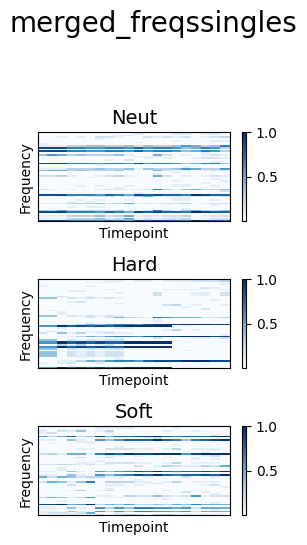 merged_freqssingles
Neut
Frequency
1.0
0.5
Timepoint
Hard
Frequency
1.0
0.5
Timepoint
Soft
Frequency
1.0
0.5
Timepoint